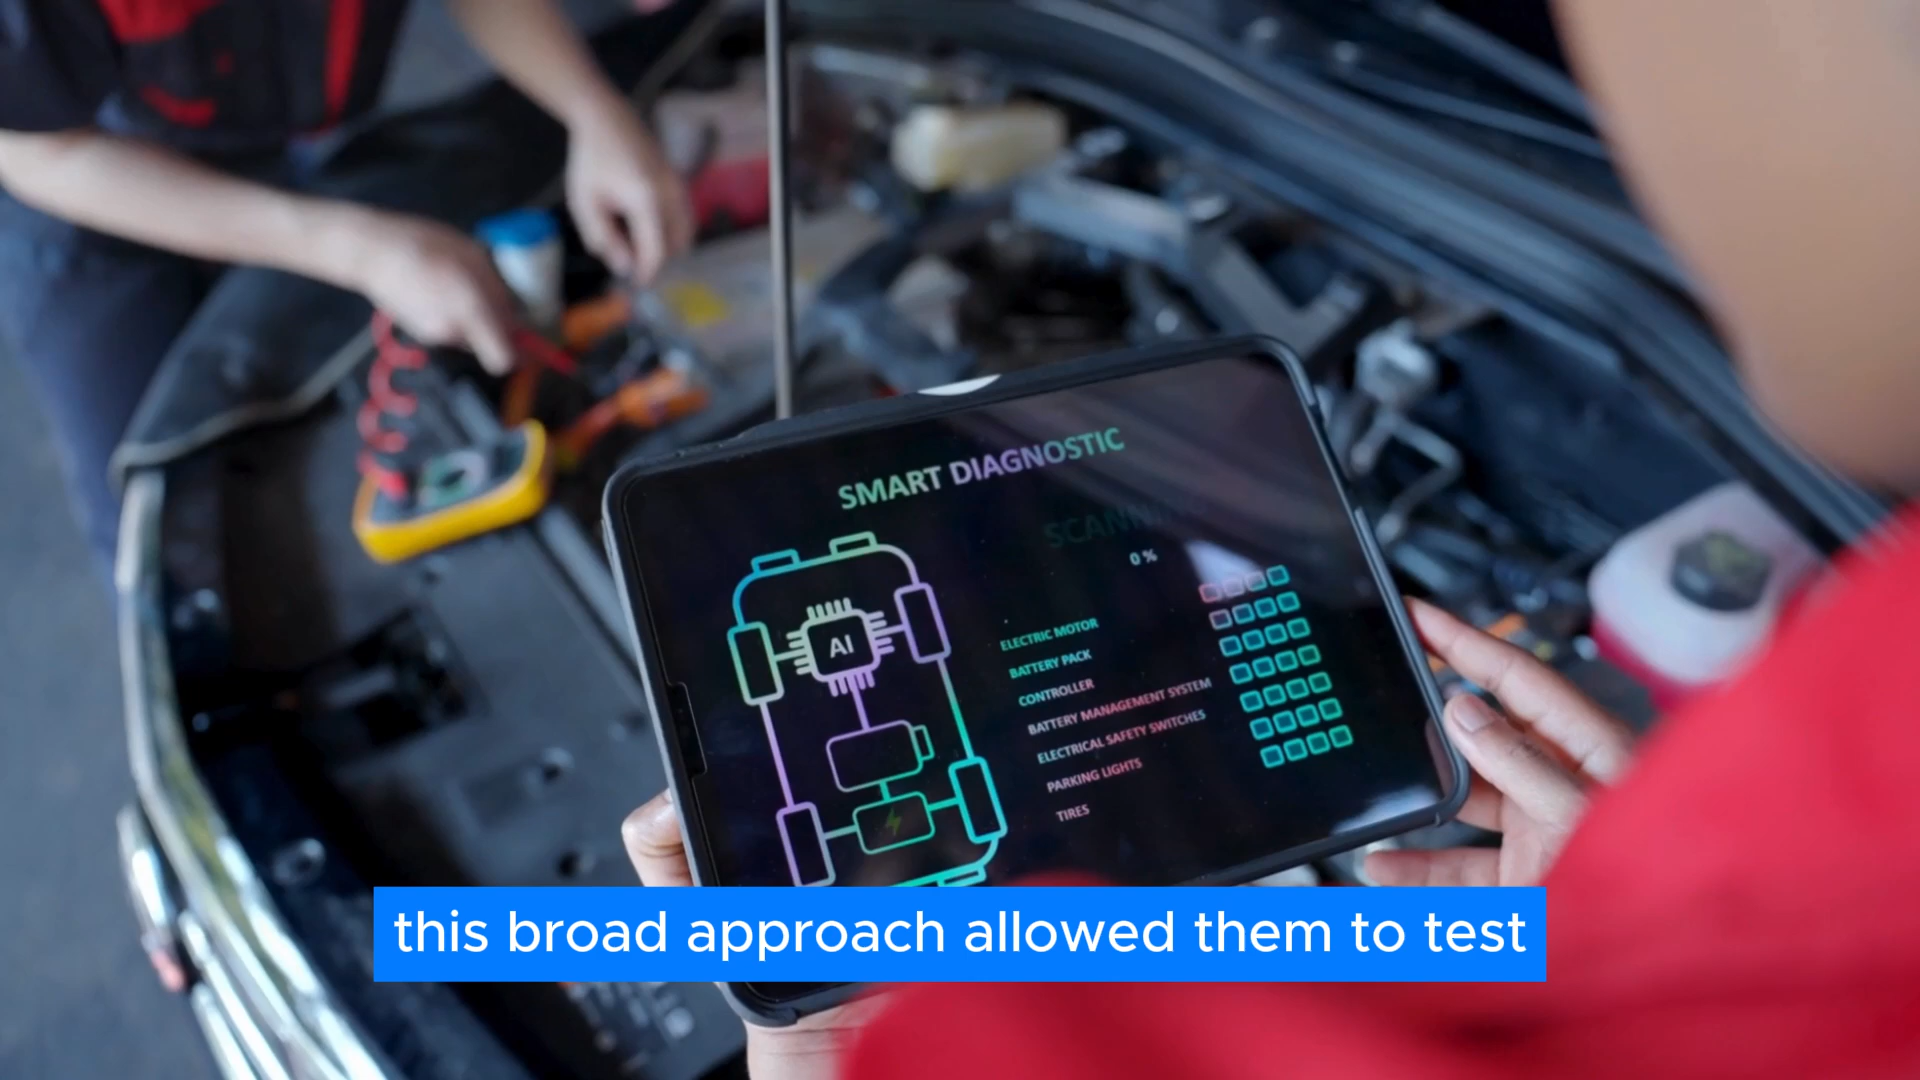 SMART DIAGNOSTIC
0 %
AI
ELECTRIC MOTOR
BATTERY PACK
CONTROLLER
BATTERY MANAGEMENT SYSTEM
ELECTRICAL SAFETY SWITCHES
PARKING LIGHTS
TIRES
this broad approach allowed them to test